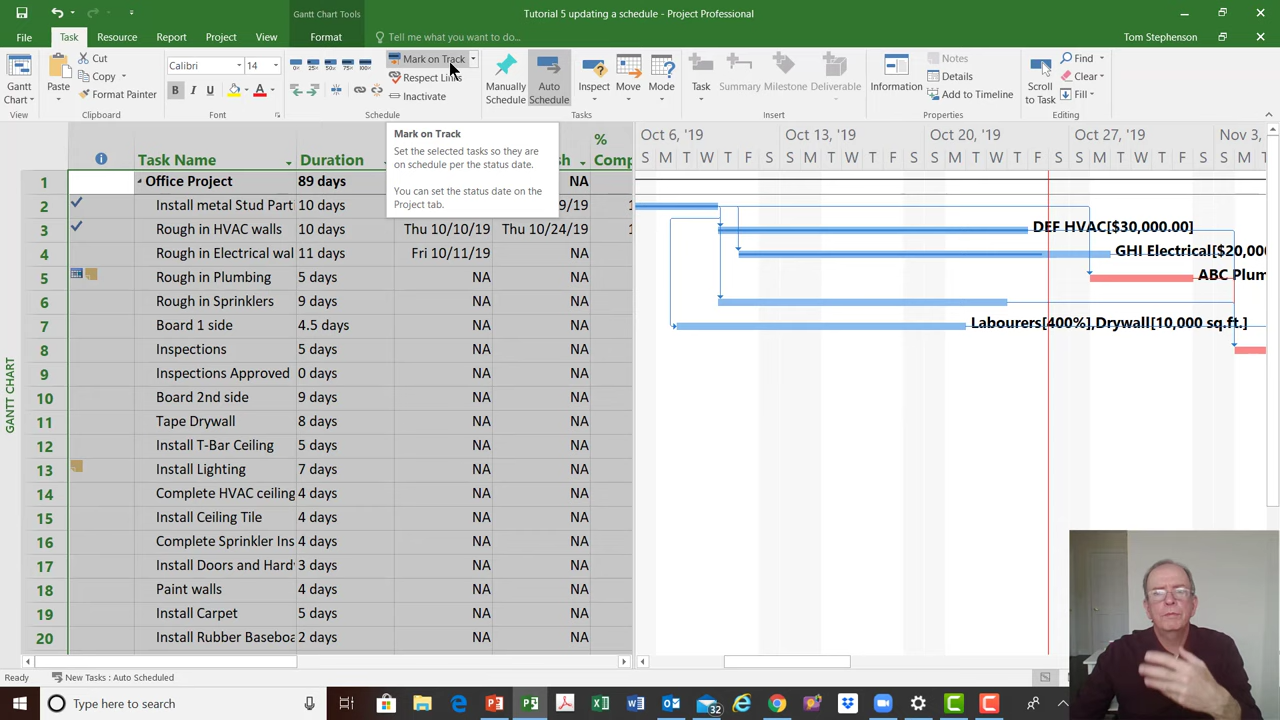 Tutorial 5 updating a schedule - Project Professional
Gantt Chart Tools
File Task Resource Report Project View Format Tell me what you want to do... Tom Stephenson
Gantt Chart
View
Paste
Cut
Copy
Format Painter
Clipboard
Calibri 14
B I U A
Font
0% 25% 50% 75% 100%
Mark on Track
Respect Links
Inactivate
Schedule
Manually Schedule
Auto Schedule
Inspect
Move
Mode
Tasks
Task
Summary
Milestone
Deliverable
Insert
Information
Notes
Details
Add to Timeline
Properties
Scroll to Task
Find
Clear
Fill
Editing
Mark on Track
Set the selected tasks so they are
on schedule per the status date.
You can set the status date on the
Project tab.
Task Name Duration sh % Comp
Oct 6, '19 Oct 13, '19 Oct 20, '19 Oct 27, '19 Nov 3,
S M T W T F S S M T W T F S S M T W T F S S M T W T F S S M T
1 Office Project 89 days NA
2 Install metal Stud Part 10 days 9/19 1
3 Rough in HVAC walls 10 days Thu 10/10/19 Thu 10/24/19 1
4 Rough in Electrical wal 11 days Fri 10/11/19 NA
5 Rough in Plumbing 5 days NA NA
6 Rough in Sprinklers 9 days NA NA
7 Board 1 side 4.5 days NA NA
8 Inspections 5 days NA NA
9 Inspections Approved 0 days NA NA
10 Board 2nd side 9 days NA NA
11 Tape Drywall 8 days NA NA
12 Install T-Bar Ceiling 5 days NA NA
13 Install Lighting 7 days NA NA
14 Complete HVAC ceiling 4 days NA NA
15 Install Ceiling Tile 4 days NA NA
16 Complete Sprinkler Ins 4 days NA NA
17 Install Doors and Hard 3 days NA NA
18 Paint walls 4 days NA NA
19 Install Carpet 5 days NA NA
20 Install Rubber Baseboa 2 days NA NA
DEF HVAC[$30,000.00]
GHI Electrical[$20,000
ABC Plum
Labourers[400%],Drywall[10,000 sq.ft.]
GANTT CHART
READY New Tasks : Auto Scheduled
Type here to search
32